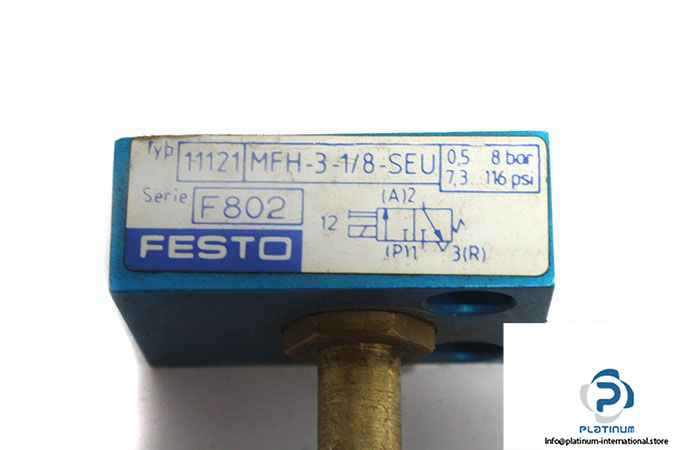 Typ 11121 MFH-3-1/8-SEU 0,5 8 bar
7,3...116 psi
Serie F802
(A)2
12
(P)1 3(R)
FESTO
PLATINUM
Info@platinum-international.store